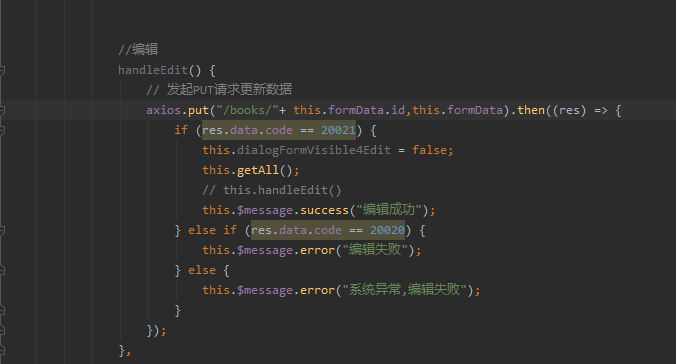 //编辑
handleEdit() {
// 发起PUT请求更新数据
axios.put("/books/"+ this.formData.id,this.formData).then((res) => {
if (res.data.code == 20021) {
this.dialogFormVisible4Edit = false;
this.getAll();
// this.handleEdit()
this.$message.success("编辑成功");
} else if (res.data.code == 20020) {
this.$message.error("编辑失败");
} else {
this.$message.error("系统异常,编辑失败");
}
});
},